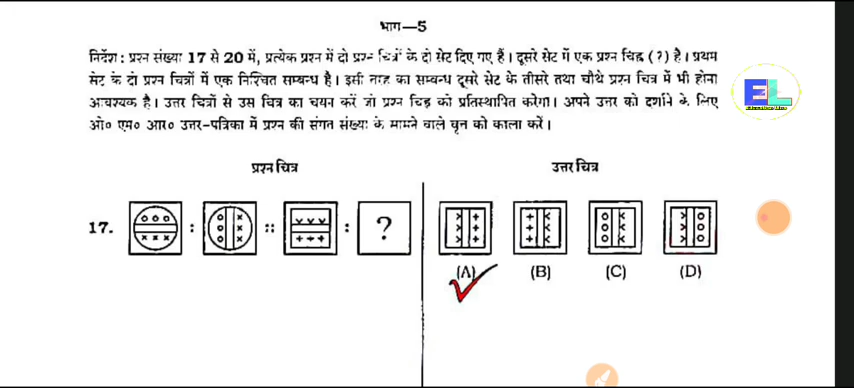 भाग—5
निर्देश : प्रश्न संख्या 17 से 20 में, प्रत्येक प्रश्न में दो प्रश्न चित्रों के दो सेट दिए गए हैं। दूसरे सेट में एक प्रश्न चिह्न (?) है। प्रथम
सेट के दो प्रश्न चित्रों में एक निश्चित सम्बन्ध है। इसी तरह का सम्बन्ध दूसरे सेट के तीसरे तथा चौथे प्रश्न चित्र में भी होना
आवश्यक है। उत्तर चित्रों से उस चित्र का चयन करें जो प्रश्न चिह्न को प्रतिस्थापित करेगा। अपने उत्तर को दर्शाने के लिए
ओ० एम० आर० उत्तर-पत्रिका में प्रश्न की संगत संख्या के सामने वाले वृत्त को काला करें।
प्रश्न चित्र
उत्तर चित्र
17. : :: : ?
(A) (B) (C) (D)
EL